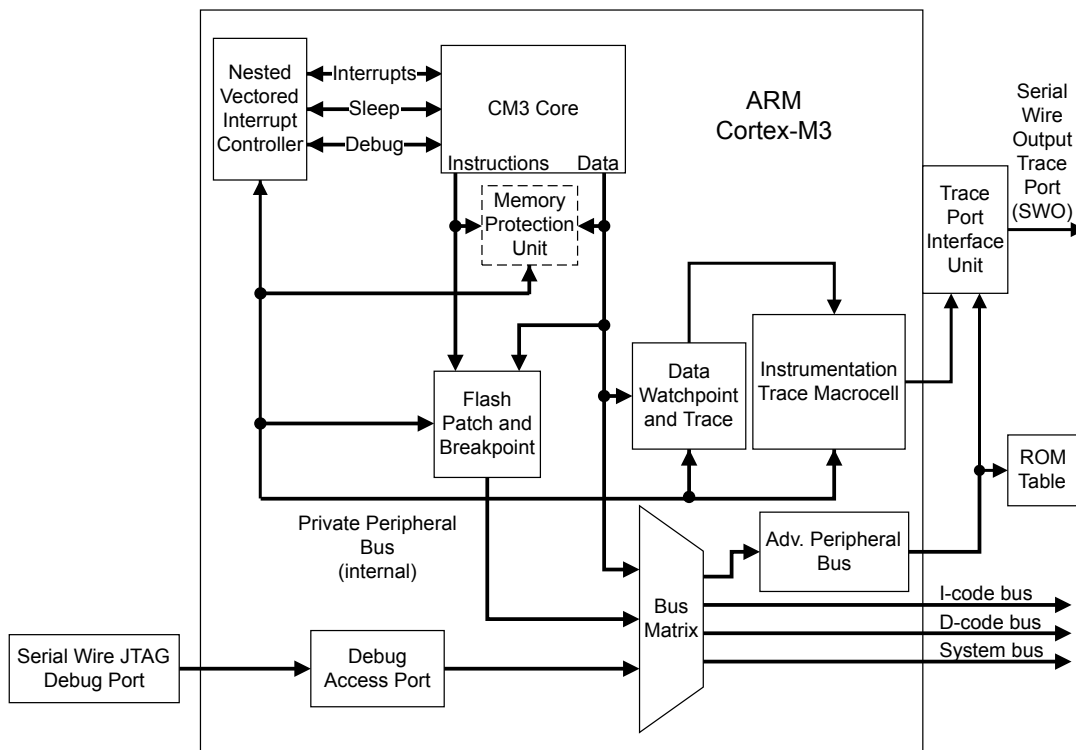 Nested
Vectored
Interrupt
Controller
Interrupts
Sleep
Debug
CM3 Core
Instructions
Data
Memory
Protection
Unit
ARM
Cortex-M3
Serial
Wire
Output
Trace
Port
(SWO)
Trace
Port
Interface
Unit
Flash
Patch and
Breakpoint
Data
Watchpoint
and Trace
Instrumentation
Trace Macrocell
ROM
Table
Private Peripheral
Bus
(internal)
Adv. Peripheral
Bus
Bus
Matrix
I-code bus
D-code bus
System bus
Serial Wire JTAG
Debug Port
Debug
Access Port